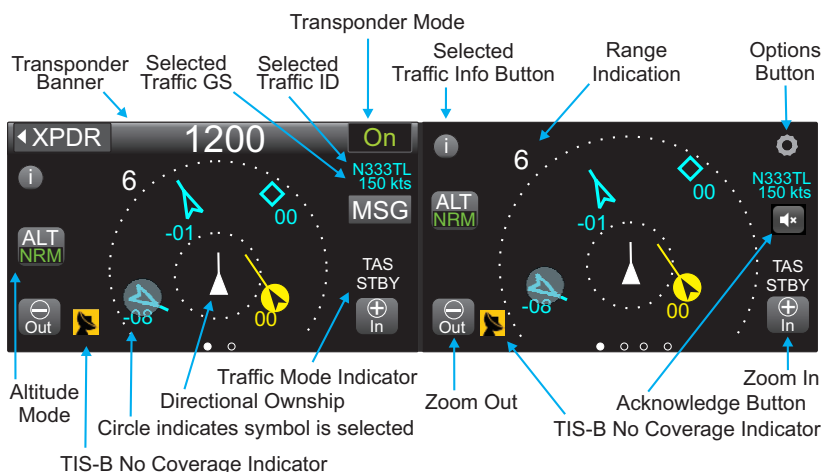 Transponder Mode
Transponder
Banner
Selected
Traffic GS
Selected
Traffic ID
Selected
Traffic Info Button
Range
Indication
Options
Button
XPDR
1200
On
i
6
N333TL
150 kts
MSG
00
-01
ALT
NRM
TAS
STBY
-08
00
Out
In
i
6
N333TL
150 kts
00
-01
ALT
NRM
TAS
STBY
-08
00
Out
In
Altitude
Mode
Traffic Mode Indicator
Directional Ownship
Circle indicates symbol is selected
TIS-B No Coverage Indicator
Zoom Out
Zoom In
Acknowledge Button
TIS-B No Coverage Indicator